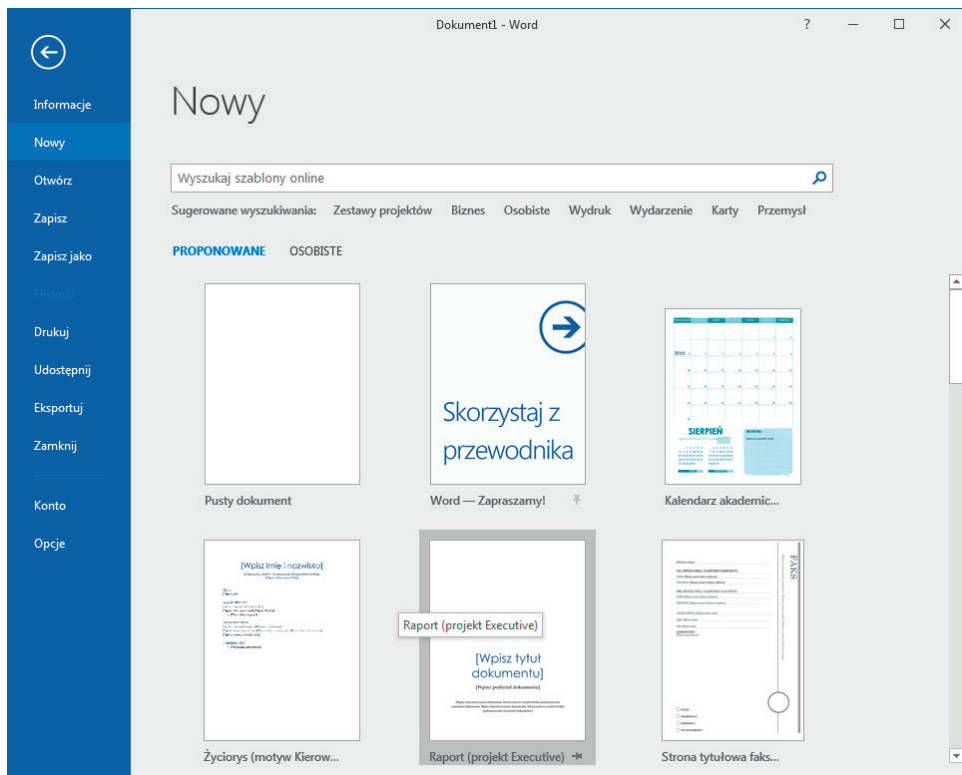 Dokument1 - Word
?
Informacje
Nowy
Otwórz
Zapisz
Zapisz jako
Historia
Drukuj
Udostępnij
Eksportuj
Zamknij
Konto
Opcje
Nowy
Wyszukaj szablony online
Sugerowane wyszukiwania: Zestawy projektów Biznes Osobiste Wydruk Wydarzenie Karty Przemysł
PROPONOWANE OSOBISTE
Skorzystaj z
przewodnika
SIERPIEŃ
Pusty dokument
Word — Zapraszamy!
Kalendarz akademic...
[Wpisz imię i nazwisko]
Raport (projekt Executive)
[Wpisz tytuł
dokumentu]
[Wpisz podtytuł dokumentu]
FAKS
Życiorys (motyw Kierow...
Raport (projekt Executive)
Strona tytułowa faks...